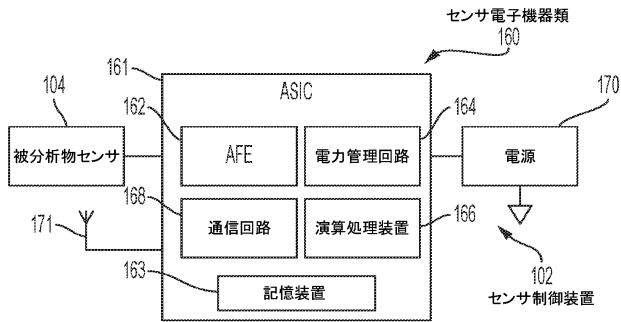 センサ電子機器類
160
161
104
162
ASIC
164
170
被分析物センサ
AFE
電力管理回路
電源
168
171
通信回路
演算処理装置
166
163
記憶装置
102
センサ制御装置